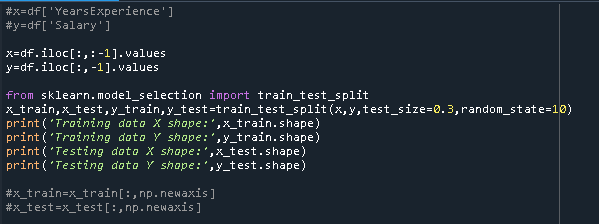 #x=df['YearsExperience']
#y=df['Salary']
x=df.iloc[:,:-1].values
y=df.iloc[:,-1].values
from sklearn.model_selection import train_test_split
x_train,x_test,y_train,y_test=train_test_split(x,y,test_size=0.3,random_state=10)
print('Training data X shape:',x_train.shape)
print('Training data Y shape:',y_train.shape)
print('Testing data X shape:',x_test.shape)
print('Testing data Y shape:',y_test.shape)
#x_train=x_train[:,np.newaxis]
#x_test=x_test[:,np.newaxis]